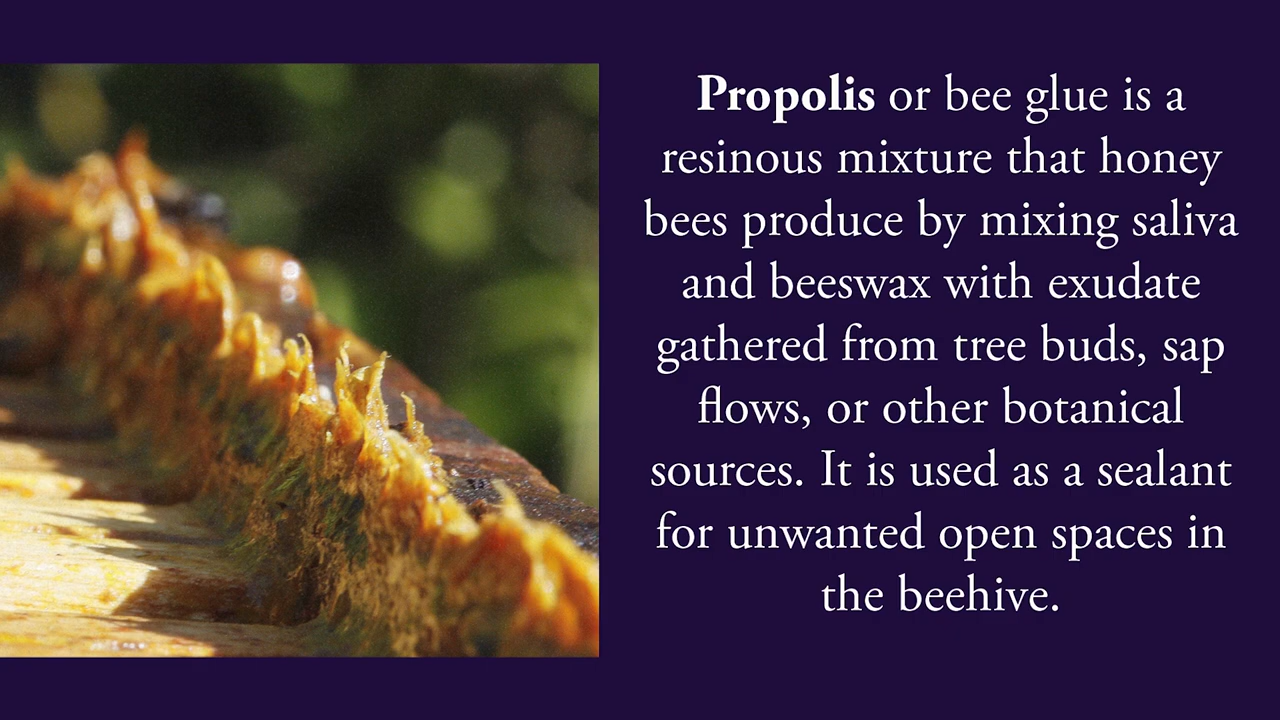 Propolis or bee glue is a
resinous mixture that honey
bees produce by mixing saliva
and beeswax with exudate
gathered from tree buds, sap
flows, or other botanical
sources. It is used as a sealant
for unwanted open spaces in
the beehive.